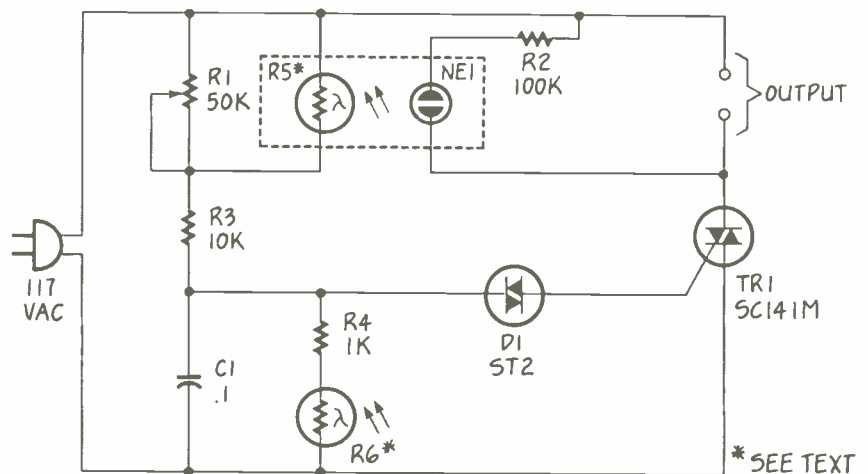 R1
50K
R5*
λ
NE1
R2
100K
OUTPUT
R3
10K
117
VAC
TR1
SC141M
R4
1K
D1
ST2
C1
.1
λ
R6*
* SEE TEXT